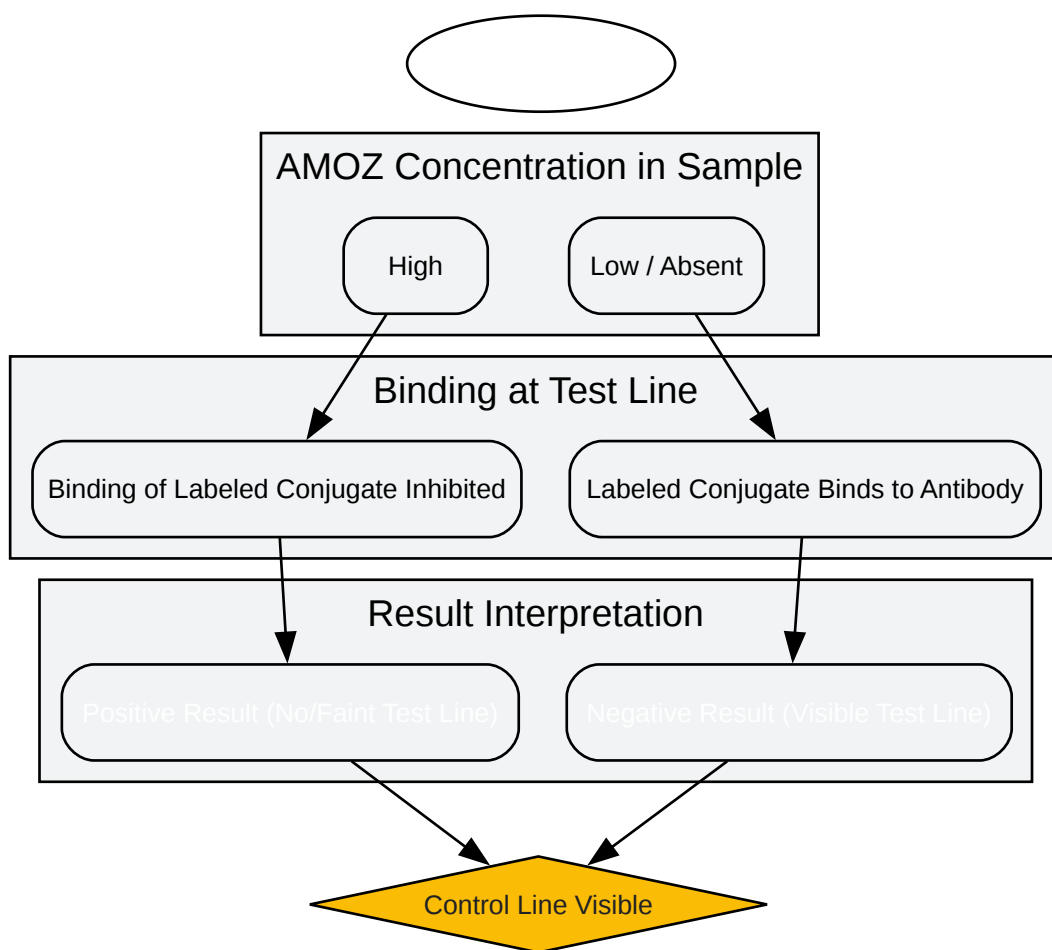 AMOZ Concentration in Sample
High
Low / Absent
Binding at Test Line
Binding of Labeled Conjugate Inhibited
Labeled Conjugate Binds to Antibody
Result Interpretation
Positive Result (No/Faint Test Line)
Negative Result (Visible Test Line)
Control Line Visible